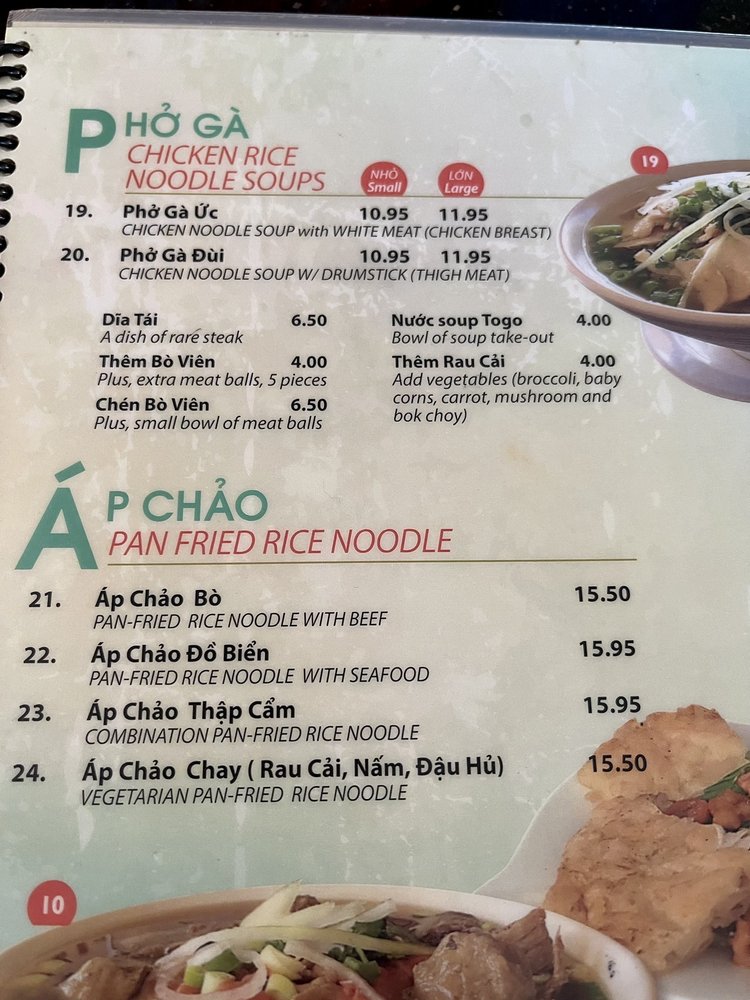 PHỞ GÀ
CHICKEN RICE
NOODLE SOUPS
NHỎ
Small
LỚN
Large
19
19. Phở Gà Ức 10.95 11.95
CHICKEN NOODLE SOUP with WHITE MEAT (CHICKEN BREAST)
20. Phở Gà Đùi 10.95 11.95
CHICKEN NOODLE SOUP W/ DRUMSTICK (THIGH MEAT)
Dĩa Tái 6.50
A dish of rare steak
Thêm Bò Viên 4.00
Plus, extra meat balls, 5 pieces
Chén Bò Viên 6.50
Plus, small bowl of meat balls
Nước soup Togo 4.00
Bowl of soup take-out
Thêm Rau Cải 4.00
Add vegetables (broccoli, baby
corns, carrot, mushroom and
bok choy)
ÁP CHẢO
PAN FRIED RICE NOODLE
21. Áp Chảo Bò 15.50
PAN-FRIED RICE NOODLE WITH BEEF
22. Áp Chảo Đồ Biển 15.95
PAN-FRIED RICE NOODLE WITH SEAFOOD
23. Áp Chảo Thập Cẩm 15.95
COMBINATION PAN-FRIED RICE NOODLE
24. Áp Chảo Chay ( Rau Cải, Nấm, Đậu Hủ) 15.50
VEGETARIAN PAN-FRIED RICE NOODLE
10